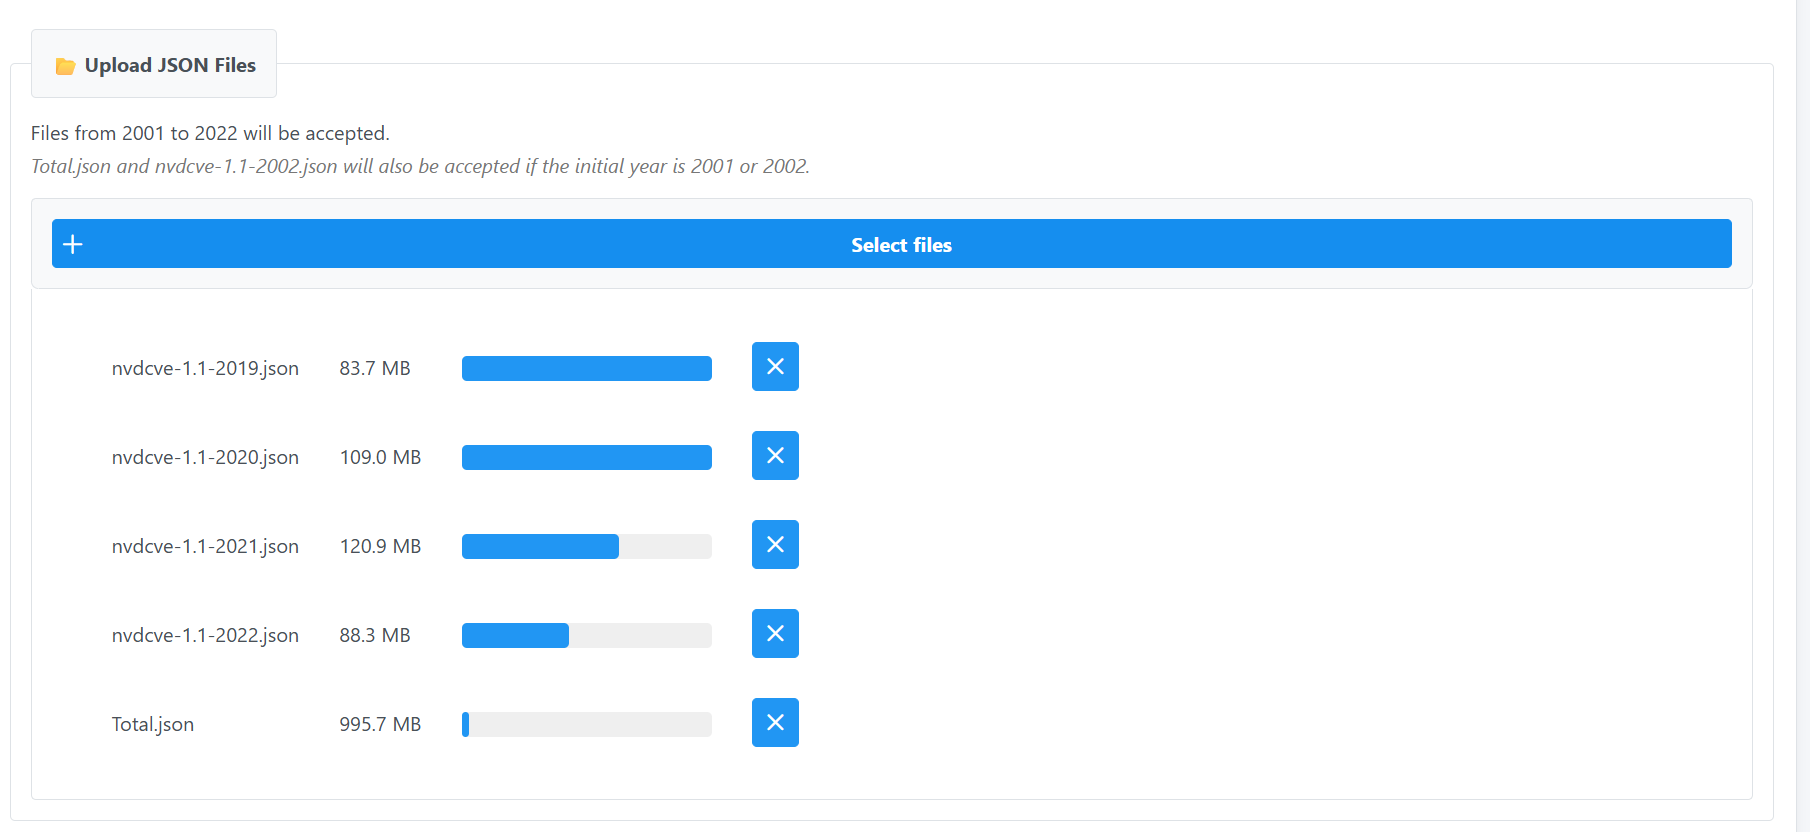 Upload JSON Files
Files from 2001 to 2022 will be accepted.
Total.json and nvdcve-1.1-2002.json will also be accepted if the initial year is 2001 or 2002.
Select files
nvdcve-1.1-2019.json 83.7 MB
nvdcve-1.1-2020.json 109.0 MB
nvdcve-1.1-2021.json 120.9 MB
nvdcve-1.1-2022.json 88.3 MB
Total.json 995.7 MB